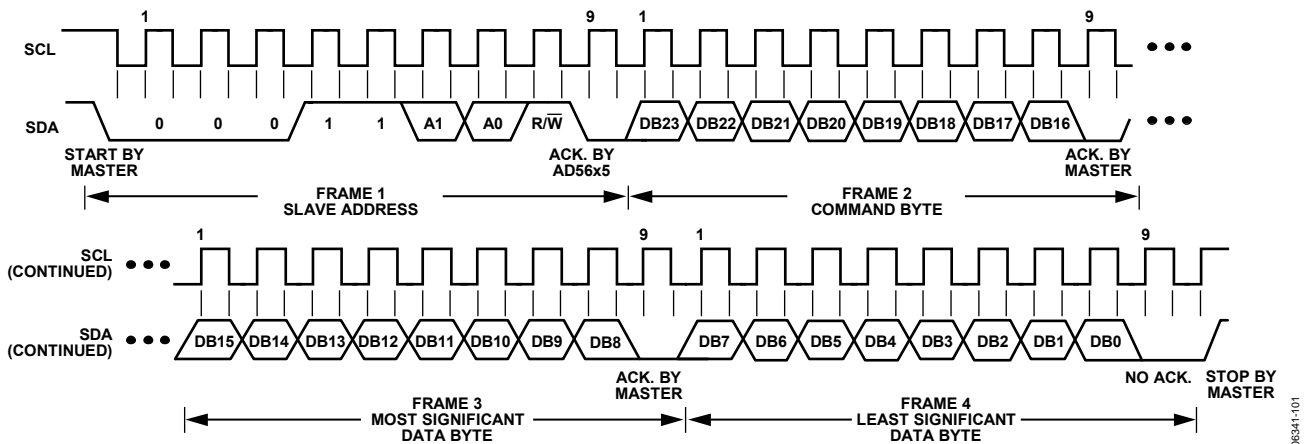 1 9 1 9
SCL
SDA 0 0 0 1 1 A1 A0 R/W̅ DB23 DB22 DB21 DB20 DB19 DB18 DB17 DB16
START BY
MASTER
ACK. BY
AD56x5
ACK. BY
MASTER
FRAME 1
SLAVE ADDRESS
FRAME 2
COMMAND BYTE
1 9 1 9
SCL
(CONTINUED)
SDA
(CONTINUED)
DB15 DB14 DB13 DB12 DB11 DB10 DB9 DB8 DB7 DB6 DB5 DB4 DB3 DB2 DB1 DB0
ACK. BY
MASTER
NO ACK.
STOP BY
MASTER
FRAME 3
MOST SIGNIFICANT
DATA BYTE
FRAME 4
LEAST SIGNIFICANT
DATA BYTE
06341-101